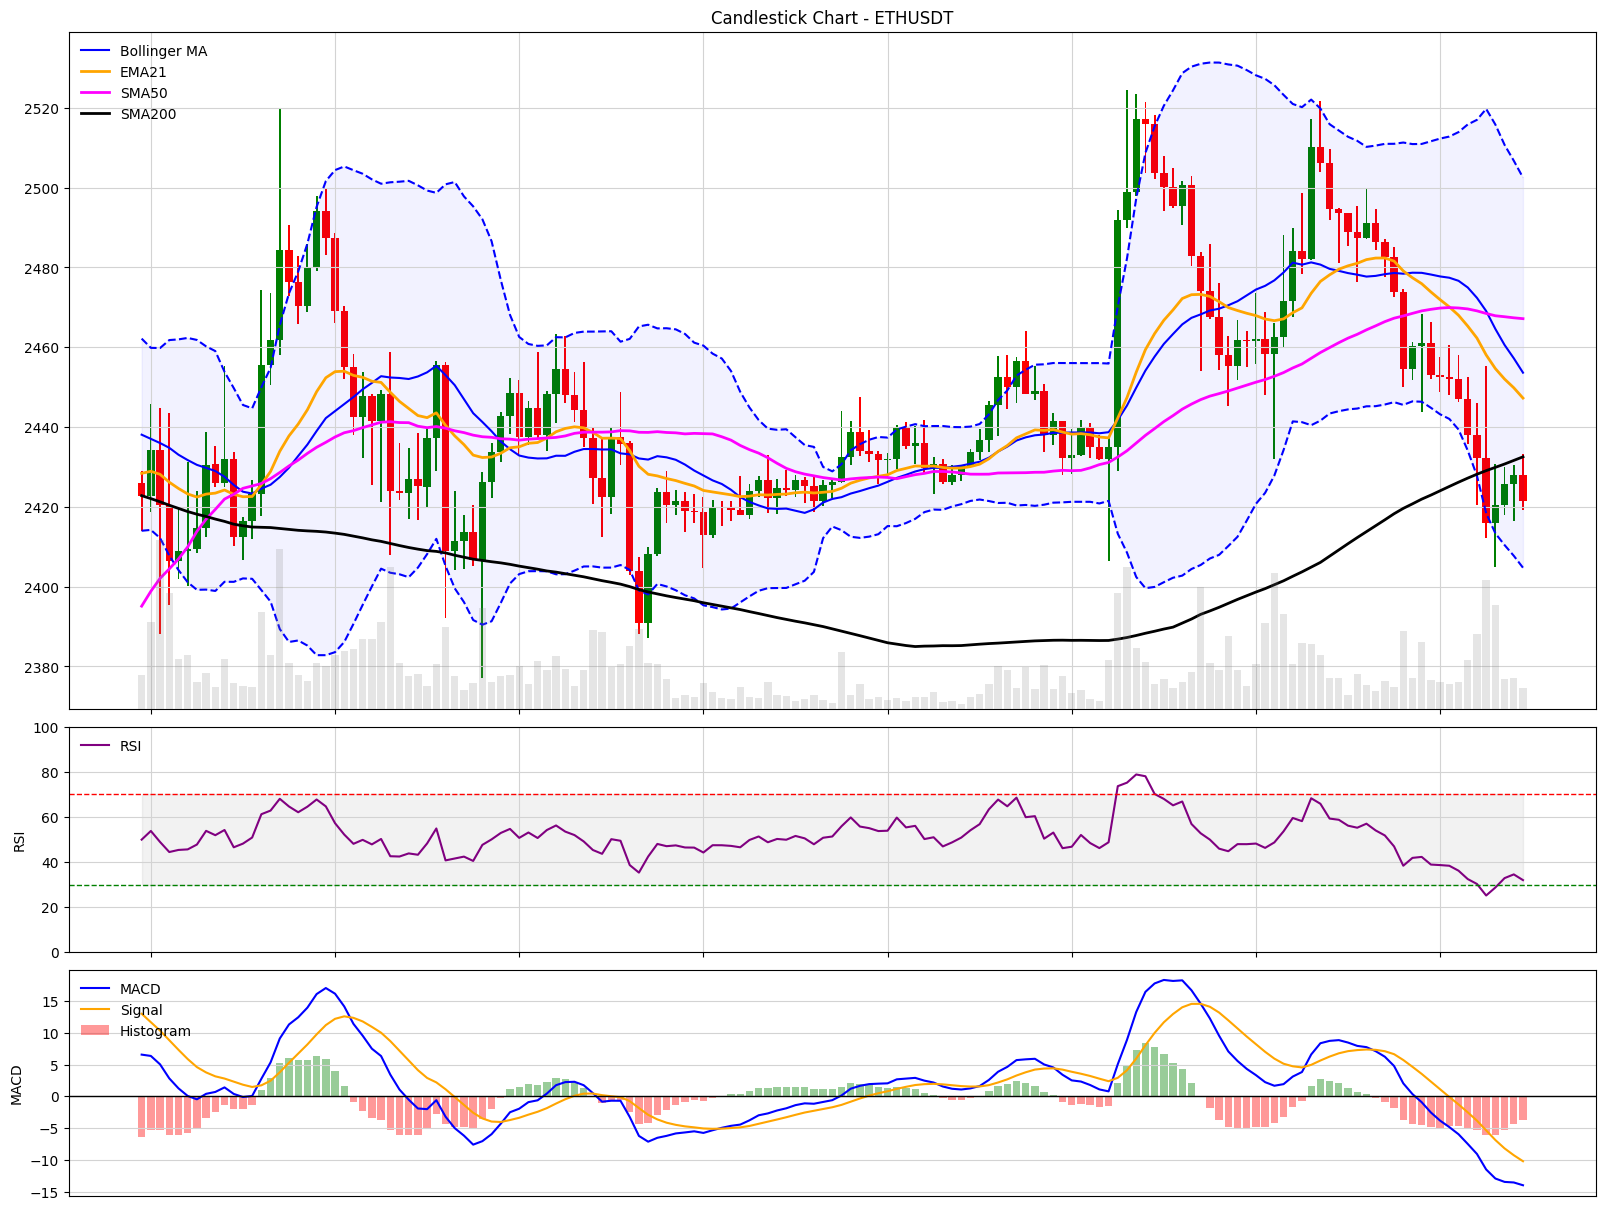 Candlestick Chart - ETHUSDT
Bollinger MA
EMA21
SMA50
SMA200
2520
2500
2480
2460
2440
2420
2400
2380
RSI
100
80
60
40
20
0
RSI
MACD
Signal
Histogram
15
10
5
0
−5
−10
−15
MACD